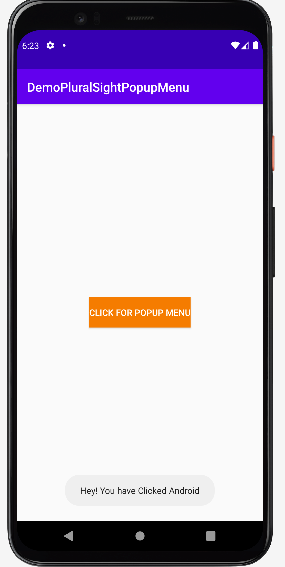 6:23
DemoPluralSightPopupMenu
CLICK FOR POPUP MENU
Hey! You have Clicked Android